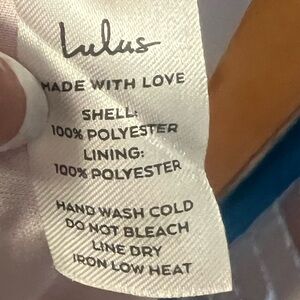 Lulus
MADE WITH LOVE
SHELL:
100% POLYESTER
LINING:
100% POLYESTER
HAND WASH COLD
DO NOT BLEACH
LINE DRY
IRON LOW HEAT